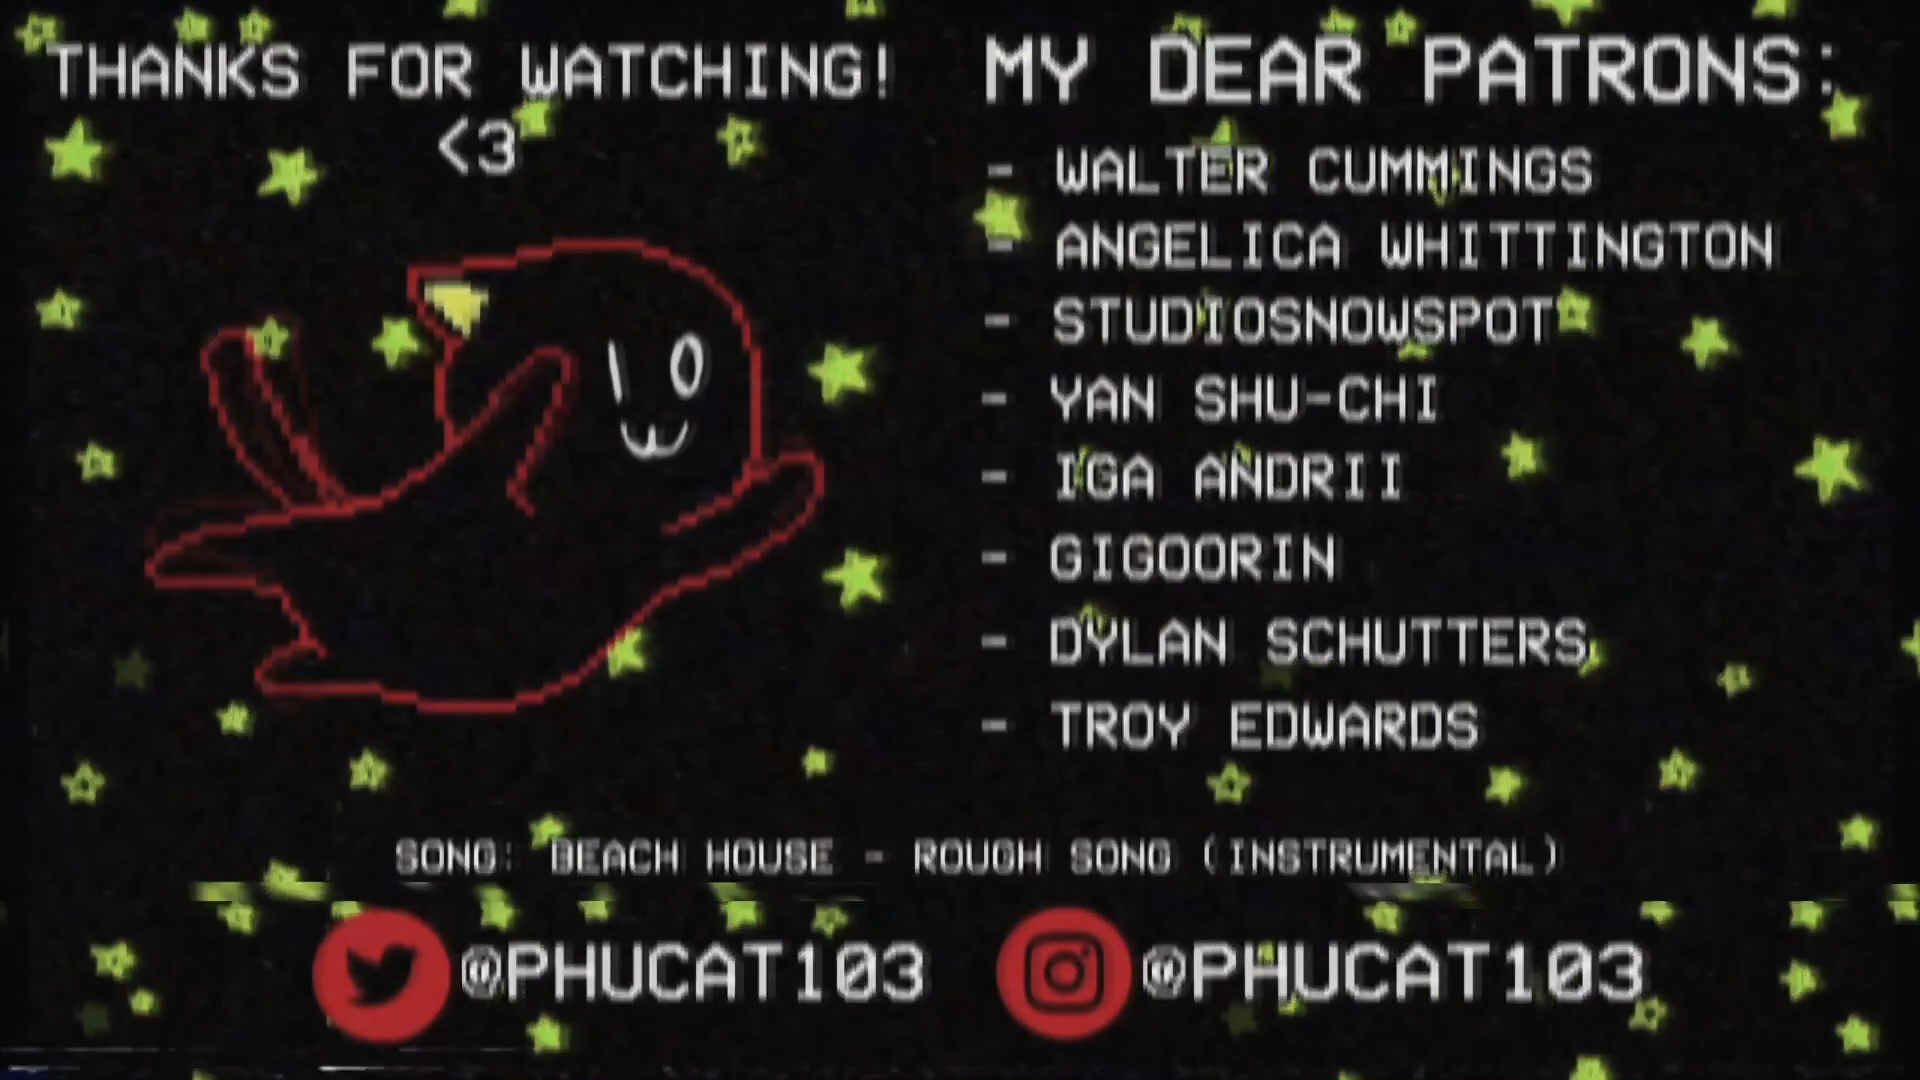 THANKS FOR WATCHING!
<3
MY DEAR PATRONS:
- WALTER CUMMINGS
- ANGELICA WHITTINGTON
- STUDIOSNOWSPOT
- YAN SHU-CHI
- IGA ANDRII
- GIGOORIN
- DYLAN SCHUTTERS
- TROY EDWARDS
SONG: BEACH HOUSE - ROUGH SONG (INSTRUMENTAL)
@PHUCAT103
@PHUCAT103